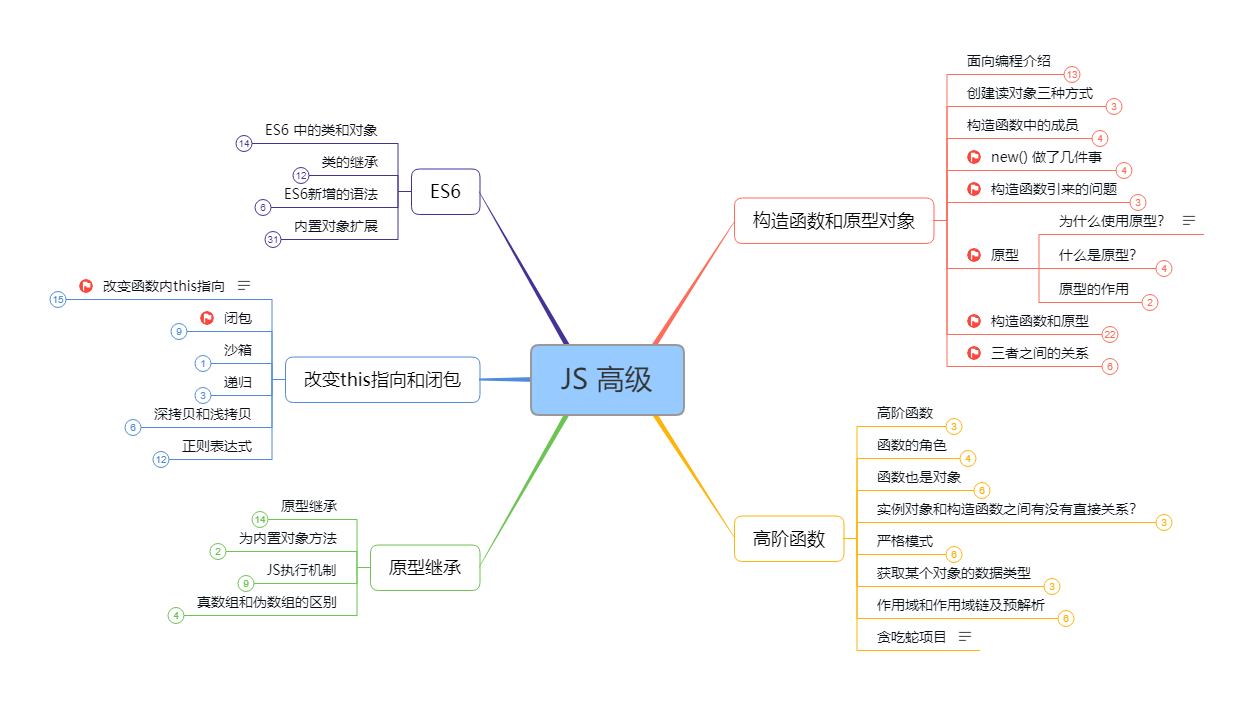 JS 高级
构造函数和原型对象
面向编程介绍
13
创建读对象三种方式
3
构造函数中的成员
4
new() 做了几件事
4
构造函数引来的问题
3
原型
为什么使用原型?
什么是原型?
4
原型的作用
2
构造函数和原型
22
三者之间的关系
6
高阶函数
高阶函数
3
函数的角色
4
函数也是对象
6
实例对象和构造函数之间有没有直接关系?
3
严格模式
6
获取某个对象的数据类型
3
作用域和作用域链及预解析
6
贪吃蛇项目
ES6
ES6 中的类和对象
14
类的继承
12
ES6新增的语法
6
内置对象扩展
31
改变this指向和闭包
改变函数内this指向
15
闭包
9
沙箱
1
递归
3
深拷贝和浅拷贝
6
正则表达式
12
原型继承
原型继承
14
为内置对象方法
2
JS执行机制
9
真数组和伪数组的区别
4